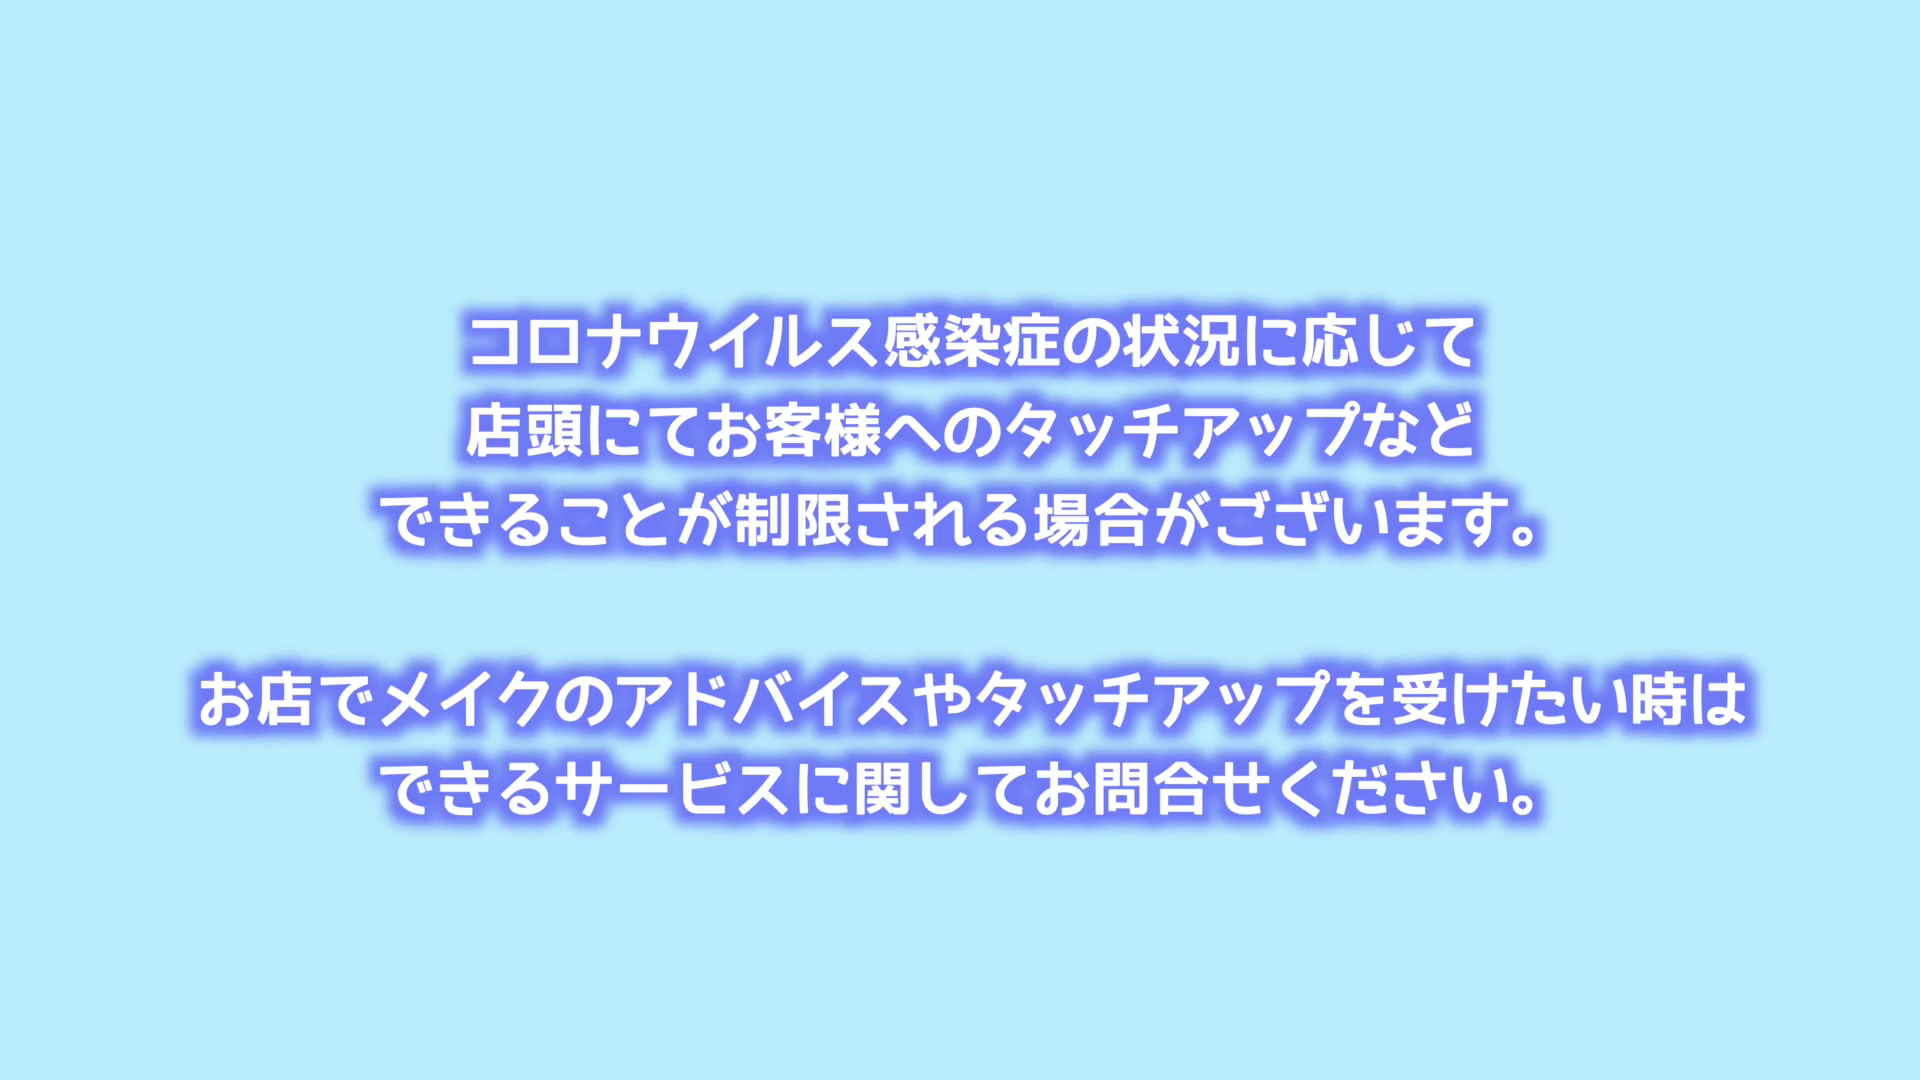 コロナウイルス感染症の状況に応じて
店頭にてお客様へのタッチアップなど
できることが制限される場合がございます。
お店でメイクのアドバイスやタッチアップを受けたい時は
できるサービスに関してお問合せください。